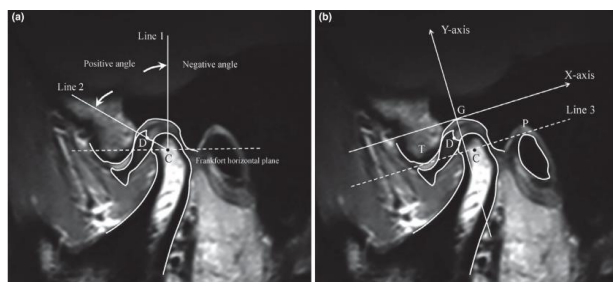 (a)
Line 1
Positive angle
Negative angle
Line 2
D
C
Frankfort horizontal plane
(b)
Y-axis
X-axis
G
Line 3
P
D
T
C